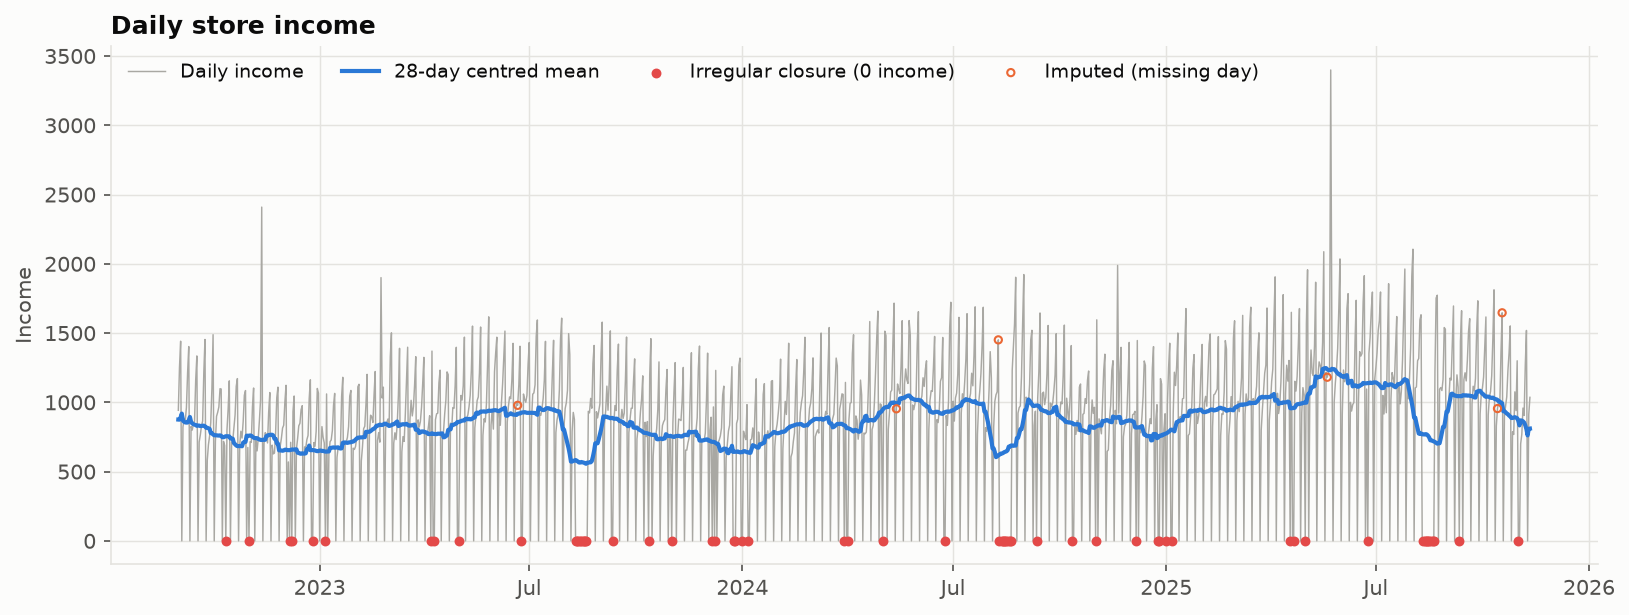 Daily store income
Daily income
28-day centred mean
Irregular closure (0 income)
Imputed (missing day)
Income
3500
3000
2500
2000
1500
1000
500
0
2023
Jul
2024
Jul
2025
Jul
2026